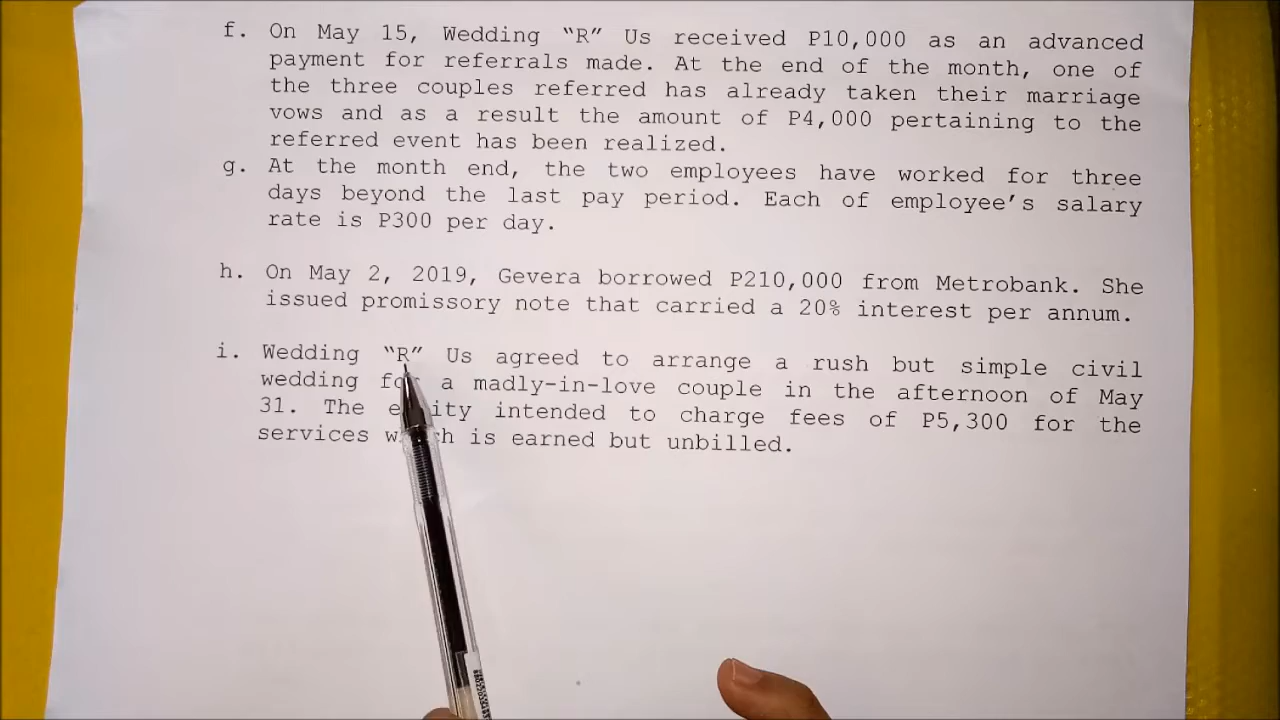 f. On May 15, Wedding “R” Us received P10,000 as an advanced
payment for referrals made. At the end of the month, one of
the three couples referred has already taken their marriage
vows and as a result the amount of P4,000 pertaining to the
referred event has been realized.
g. At the month end, the two employees have worked for three
days beyond the last pay period. Each of employee’s salary
rate is P300 per day.
h. On May 2, 2019, Gevera borrowed P210,000 from Metrobank. She
issued promissory note that carried a 20% interest per annum.
i. Wedding “R” Us agreed to arrange a rush but simple civil
wedding for a madly-in-love couple in the afternoon of May
31. The intended to charge fees of P5,300 for the
services is earned but unbilled.